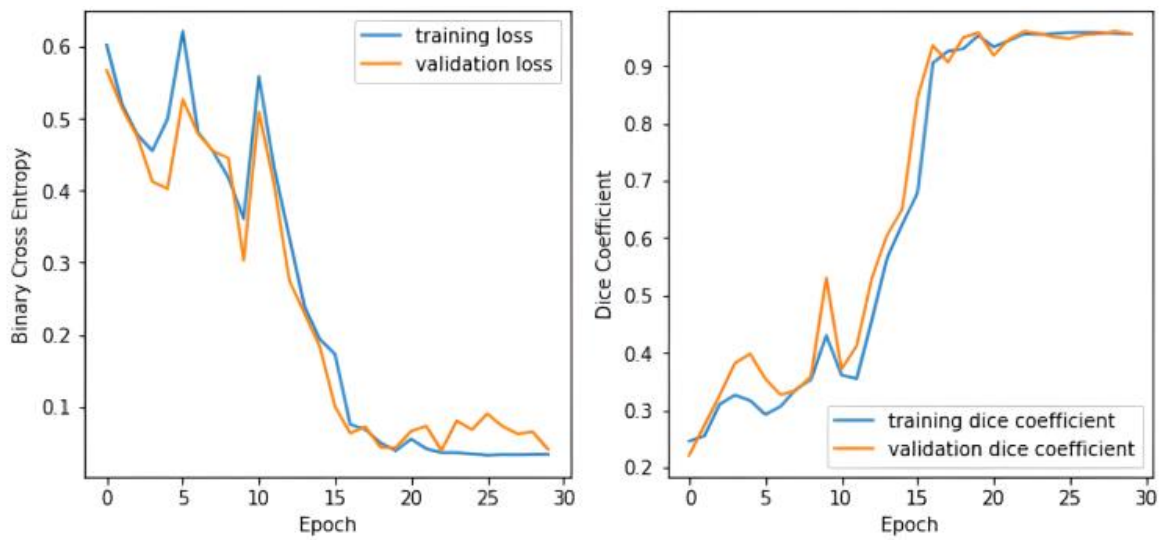 Binary Cross Entropy
0.6
0.5
0.4
0.3
0.2
0.1
training loss
validation loss
0 5 10 15 20 25 30
Epoch
Dice Coefficient
0.9
0.8
0.7
0.6
0.5
0.4
0.3
0.2
training dice coefficient
validation dice coefficient
0 5 10 15 20 25 30
Epoch